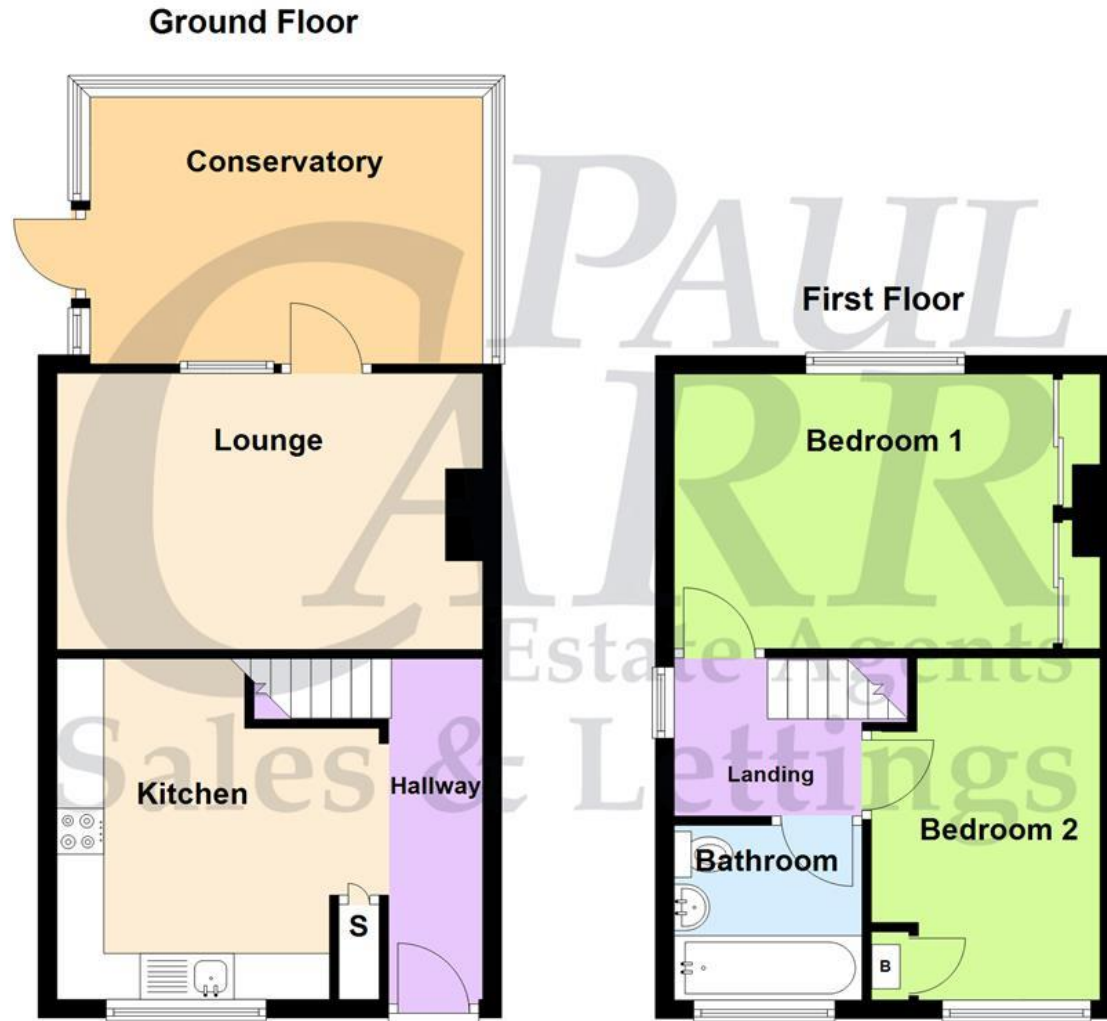 Ground Floor
Conservatory
Lounge
Kitchen
Hallway
S
First Floor
Bedroom 1
Landing
Bathroom
Bedroom 2
B
PAUL
CARR
Estate Agents
Sales & Lettings